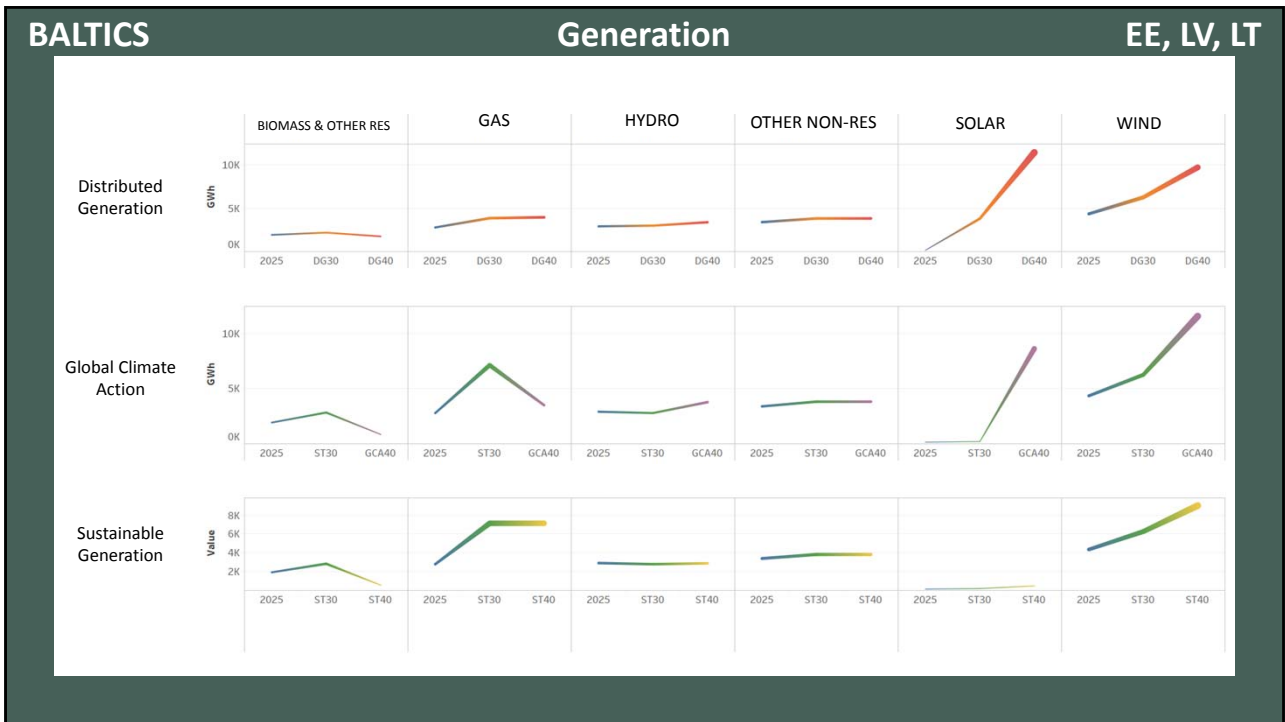 BALTICS Generation EE, LV, LT
BIOMASS & OTHER RES GAS HYDRO OTHER NON-RES SOLAR WIND
Distributed
Generation
GWh
10K
5K
0K
2025 DG30 DG40 2025 DG30 DG40 2025 DG30 DG40 2025 DG30 DG40 2025 DG30 DG40 2025 DG30 DG40
Global Climate
Action
GWh
10K
5K
0K
2025 ST30 GCA40 2025 ST30 GCA40 2025 ST30 GCA40 2025 ST30 GCA40 2025 ST30 GCA40 2025 ST30 GCA40
Sustainable
Generation
Value
8K
6K
4K
2K
2025 ST30 ST40 2025 ST30 ST40 2025 ST30 ST40 2025 ST30 ST40 2025 ST30 ST40 2025 ST30 ST40